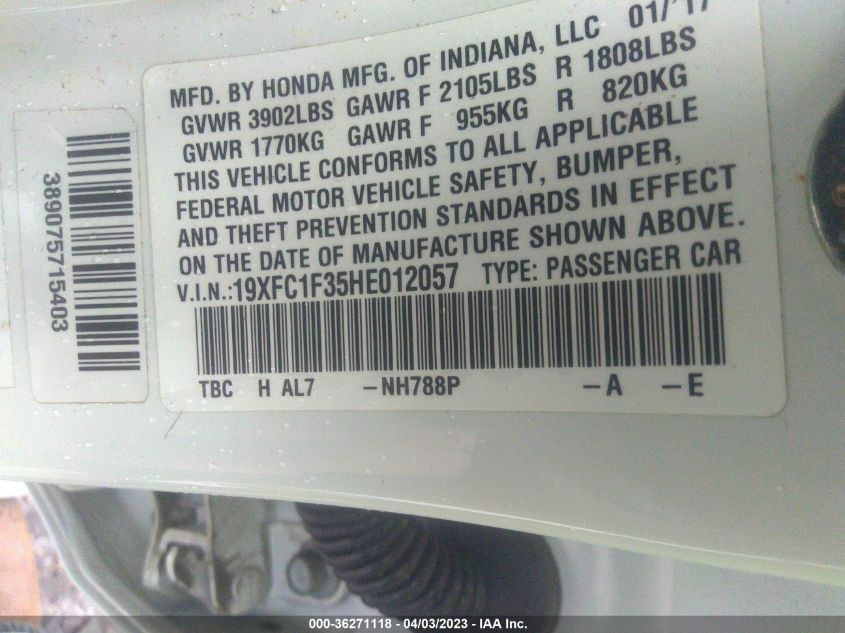 MFD. BY HONDA MFG. OF INDIANA, LLC 01/'17
GVWR 3902LBS GAWR F 2105LBS R 1808LBS
GVWR 1770KG GAWR F 955KG R 820KG
THIS VEHICLE CONFORMS TO ALL APPLICABLE
FEDERAL MOTOR VEHICLE SAFETY, BUMPER,
AND THEFT PREVENTION STANDARDS IN EFFECT
ON THE DATE OF MANUFACTURE SHOWN ABOVE.
V.I.N.:19XFC1F35HE012057 TYPE: PASSENGER CAR
TBC H AL7 -NH788P -A -E
389075715403
000-36271118 - 04/03/2023 - IAA Inc.